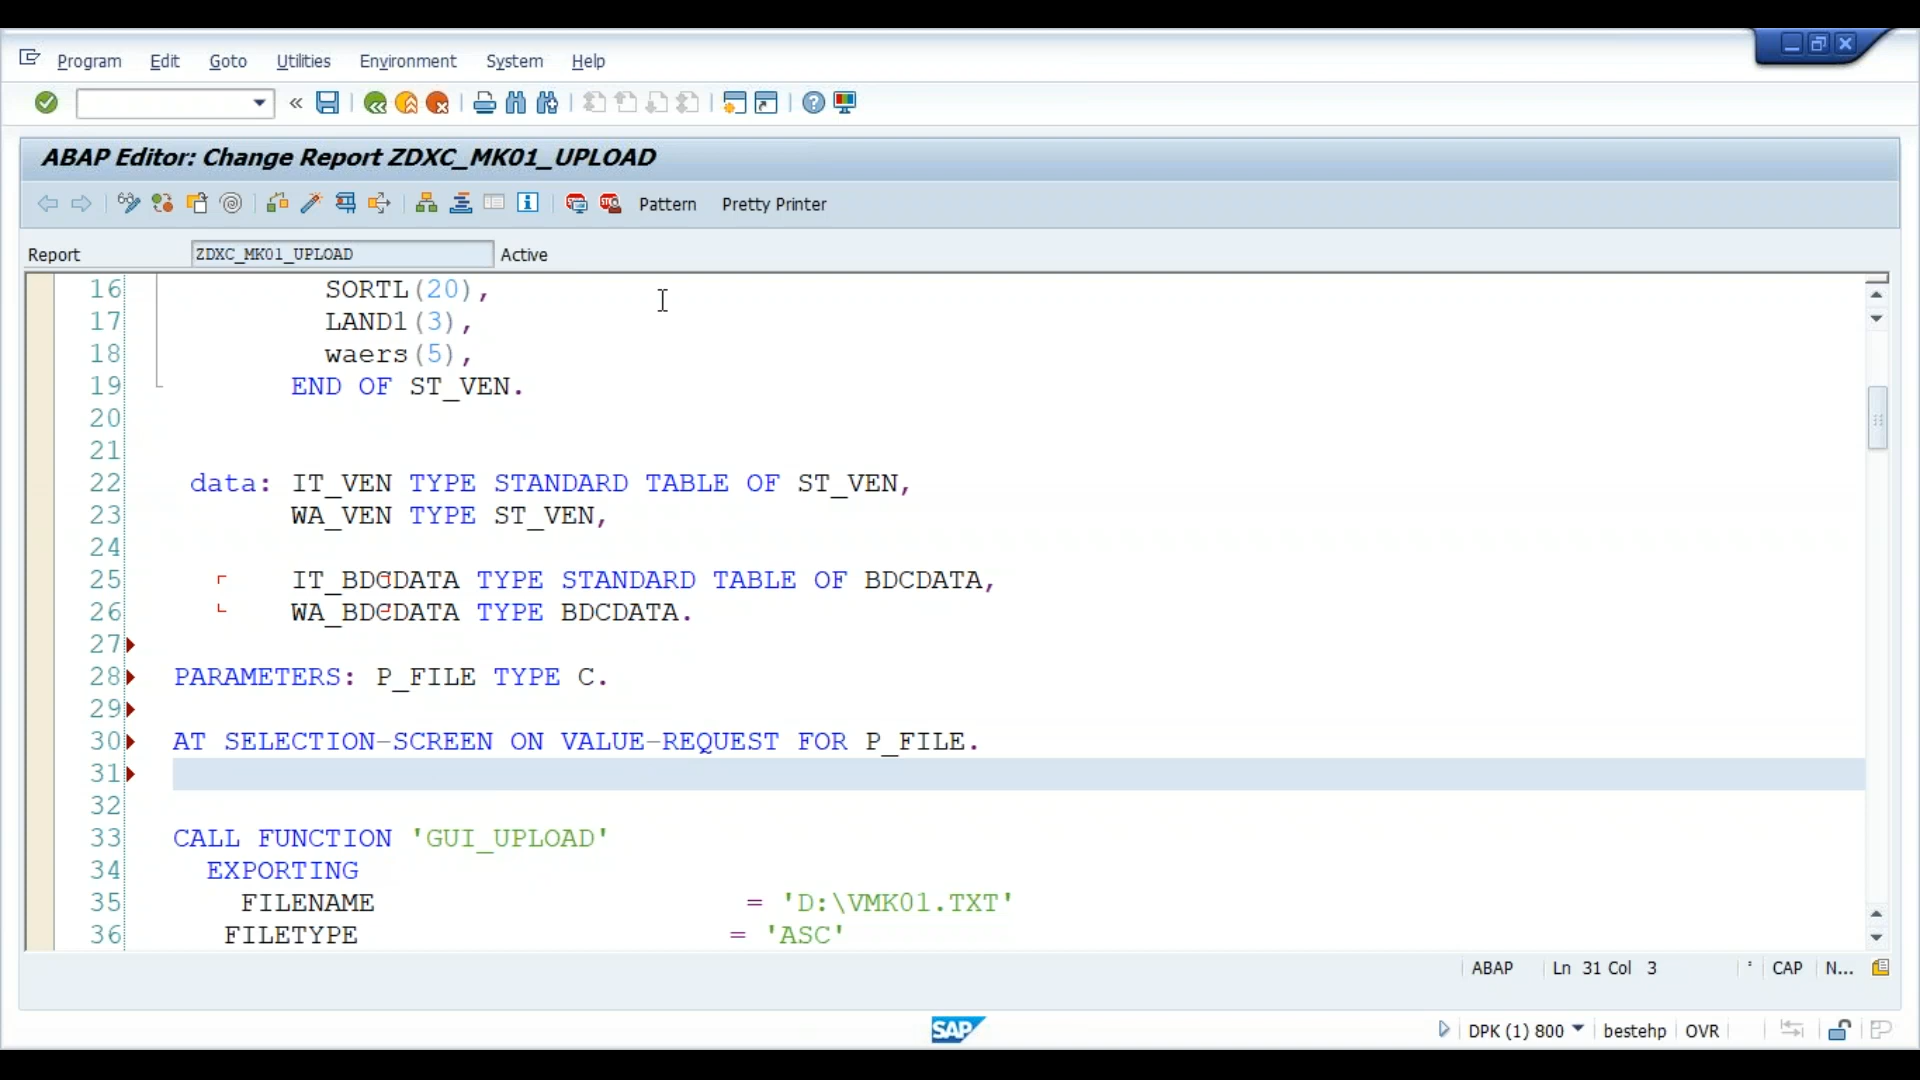 Program Edit Goto Utilities Environment System Help
ABAP Editor: Change Report ZDXC_MK01_UPLOAD
Pattern Pretty Printer
Report ZDXC_MK01_UPLOAD Active
16 SORTL(20),
17 LAND1(3),
18 waers(5),
19 END OF ST_VEN.
20
21
22 data: IT_VEN TYPE STANDARD TABLE OF ST_VEN,
23 WA_VEN TYPE ST_VEN,
24
25 IT_BDCDATA TYPE STANDARD TABLE OF BDCDATA,
26 WA_BDCDATA TYPE BDCDATA.
27
28 PARAMETERS: P_FILE TYPE C.
29
30 AT SELECTION-SCREEN ON VALUE-REQUEST FOR P_FILE.
31
32
33 CALL FUNCTION 'GUI_UPLOAD'
34 EXPORTING
35 FILENAME = 'D:\VMK01.TXT'
36 FILETYPE = 'ASC'
ABAP Ln 31 Col 3 * CAP N...
SAP DPK (1) 800 bestehp OVR